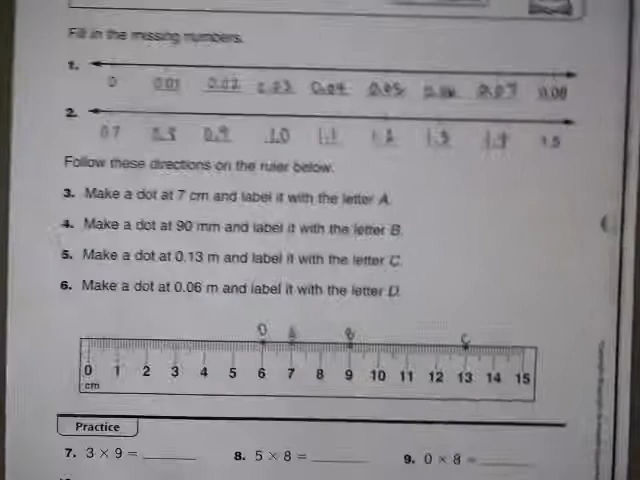 Fill in the missing numbers.
1.
0 0.01 0.02 0.03 0.04 0.05 0.06 0.07 0.08
2.
0.7 0.8 0.9 1.0 1.1 1.2 1.3 1.4 1.5
Follow these directions on the ruler below.
3. Make a dot at 7 cm and label it with the letter A.
4. Make a dot at 90 mm and label it with the letter B.
5. Make a dot at 0.13 m and label it with the letter C.
6. Make a dot at 0.06 m and label it with the letter D.
D A B C
0 1 2 3 4 5 6 7 8 9 10 11 12 13 14 15
cm
Practice
7. 3 × 9 = ____ 8. 5 × 8 = ____ 9. 0 × 8 = ____